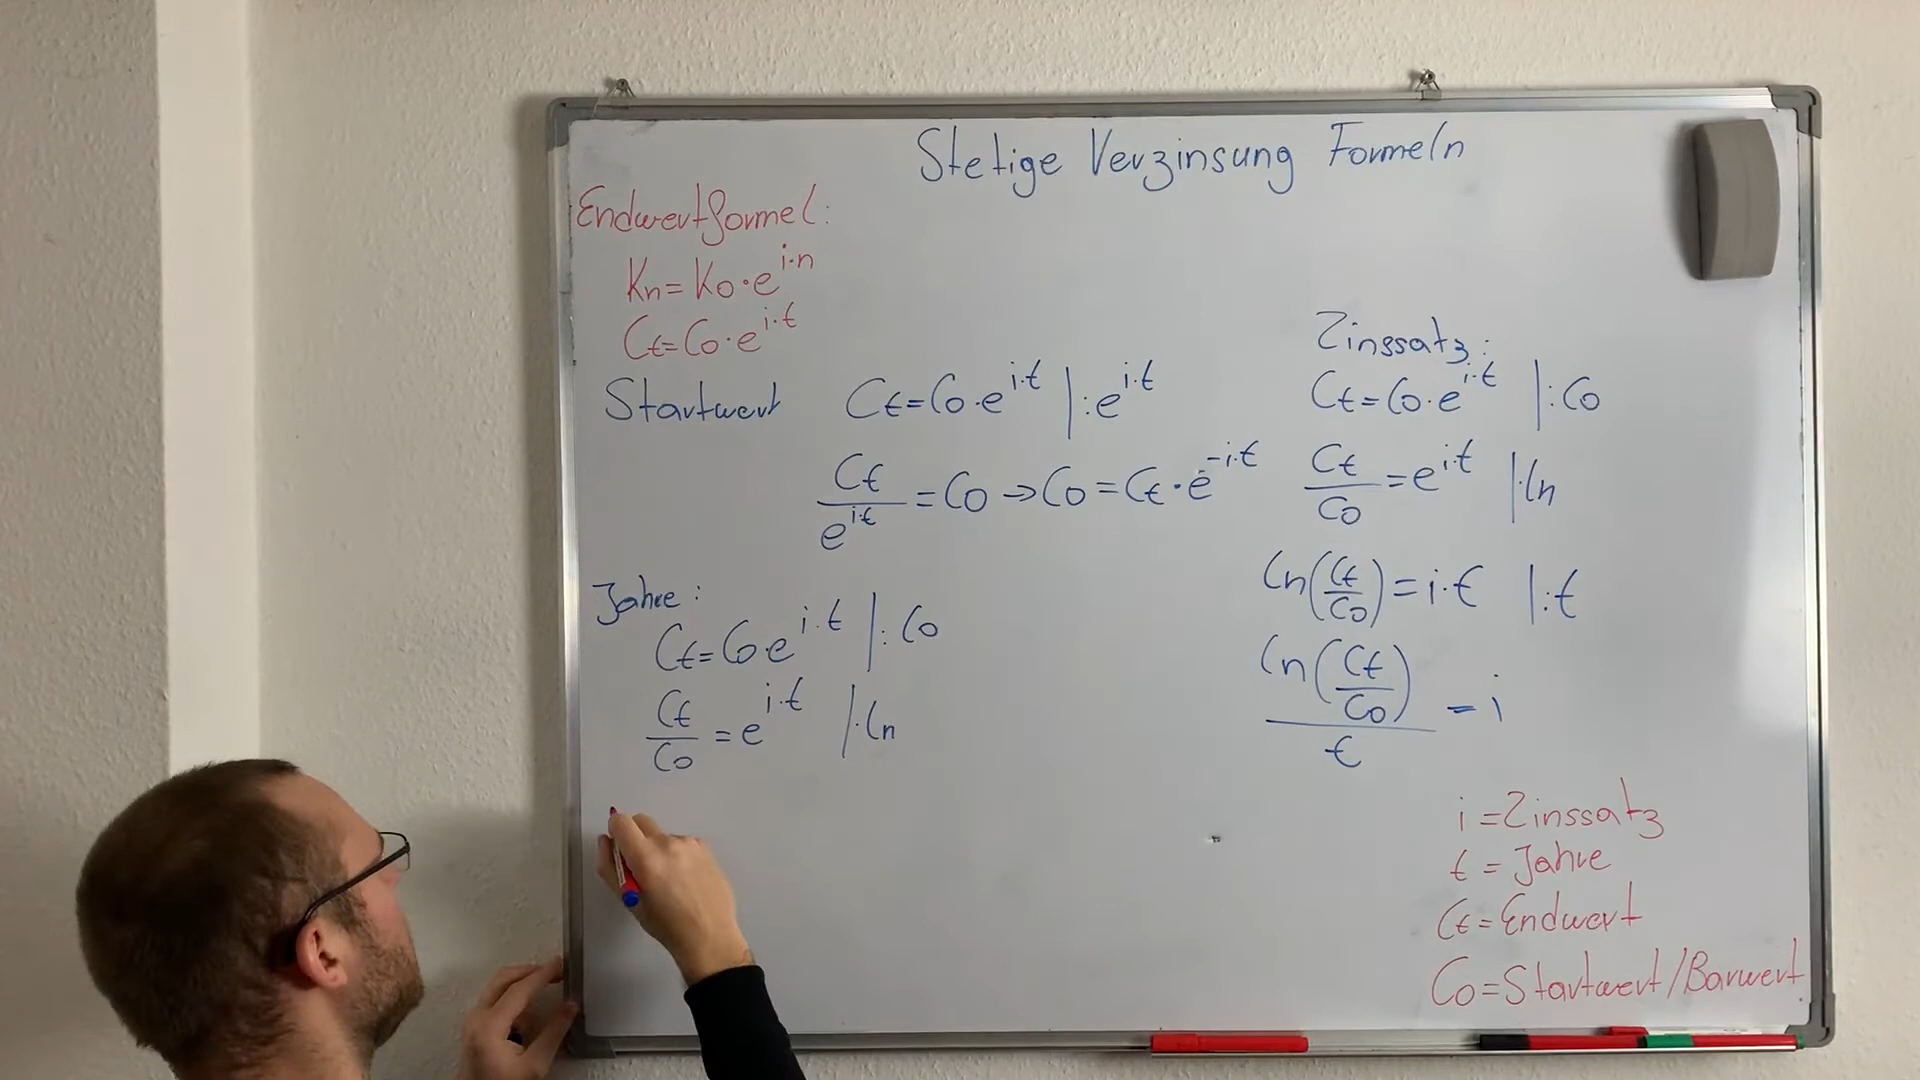 Stetige Verzinsung Formeln
Endwertformel:
Kn=K0·e^(i·n)
Ct=C0·e^(i·t)
Startwert Ct=C0·e^(i·t) |:e^(i·t)
Ct/e^(i·t) = C0 → C0 = Ct·e^(-i·t)
Jahre:
Ct=C0·e^(i·t) |:C0
Ct/C0 = e^(i·t) |·ln
Zinssatz:
Ct=C0·e^(i·t) |:C0
Ct/C0 = e^(i·t) |·ln
ln(Ct/C0) = i·t |:t
ln(Ct/C0)/t = i
i = Zinssatz
t = Jahre
Ct = Endwert
C0 = Startwert/Barwert